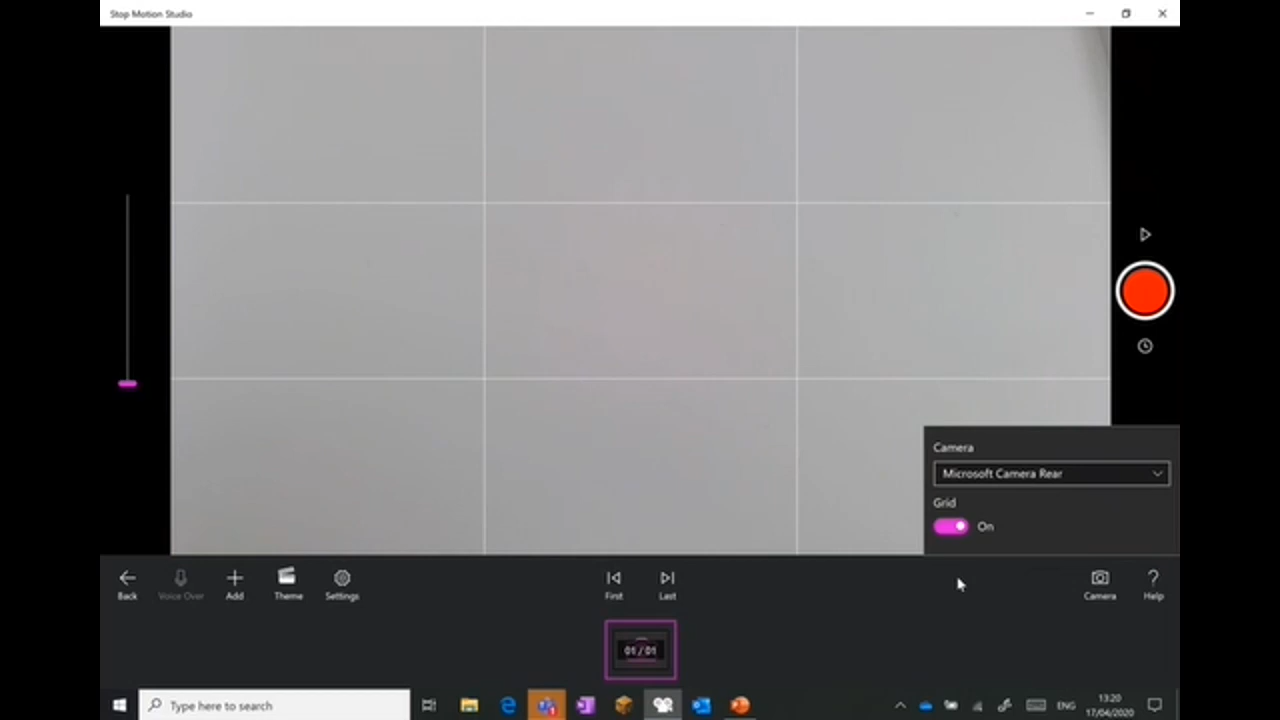 Stop Motion Studio
Camera
Microsoft Camera Rear
Grid
On
Back
Voice Over
Add
Theme
Settings
First
Last
Camera
Help
01 / 01
Type here to search
ENG
13:20
17/04/2020